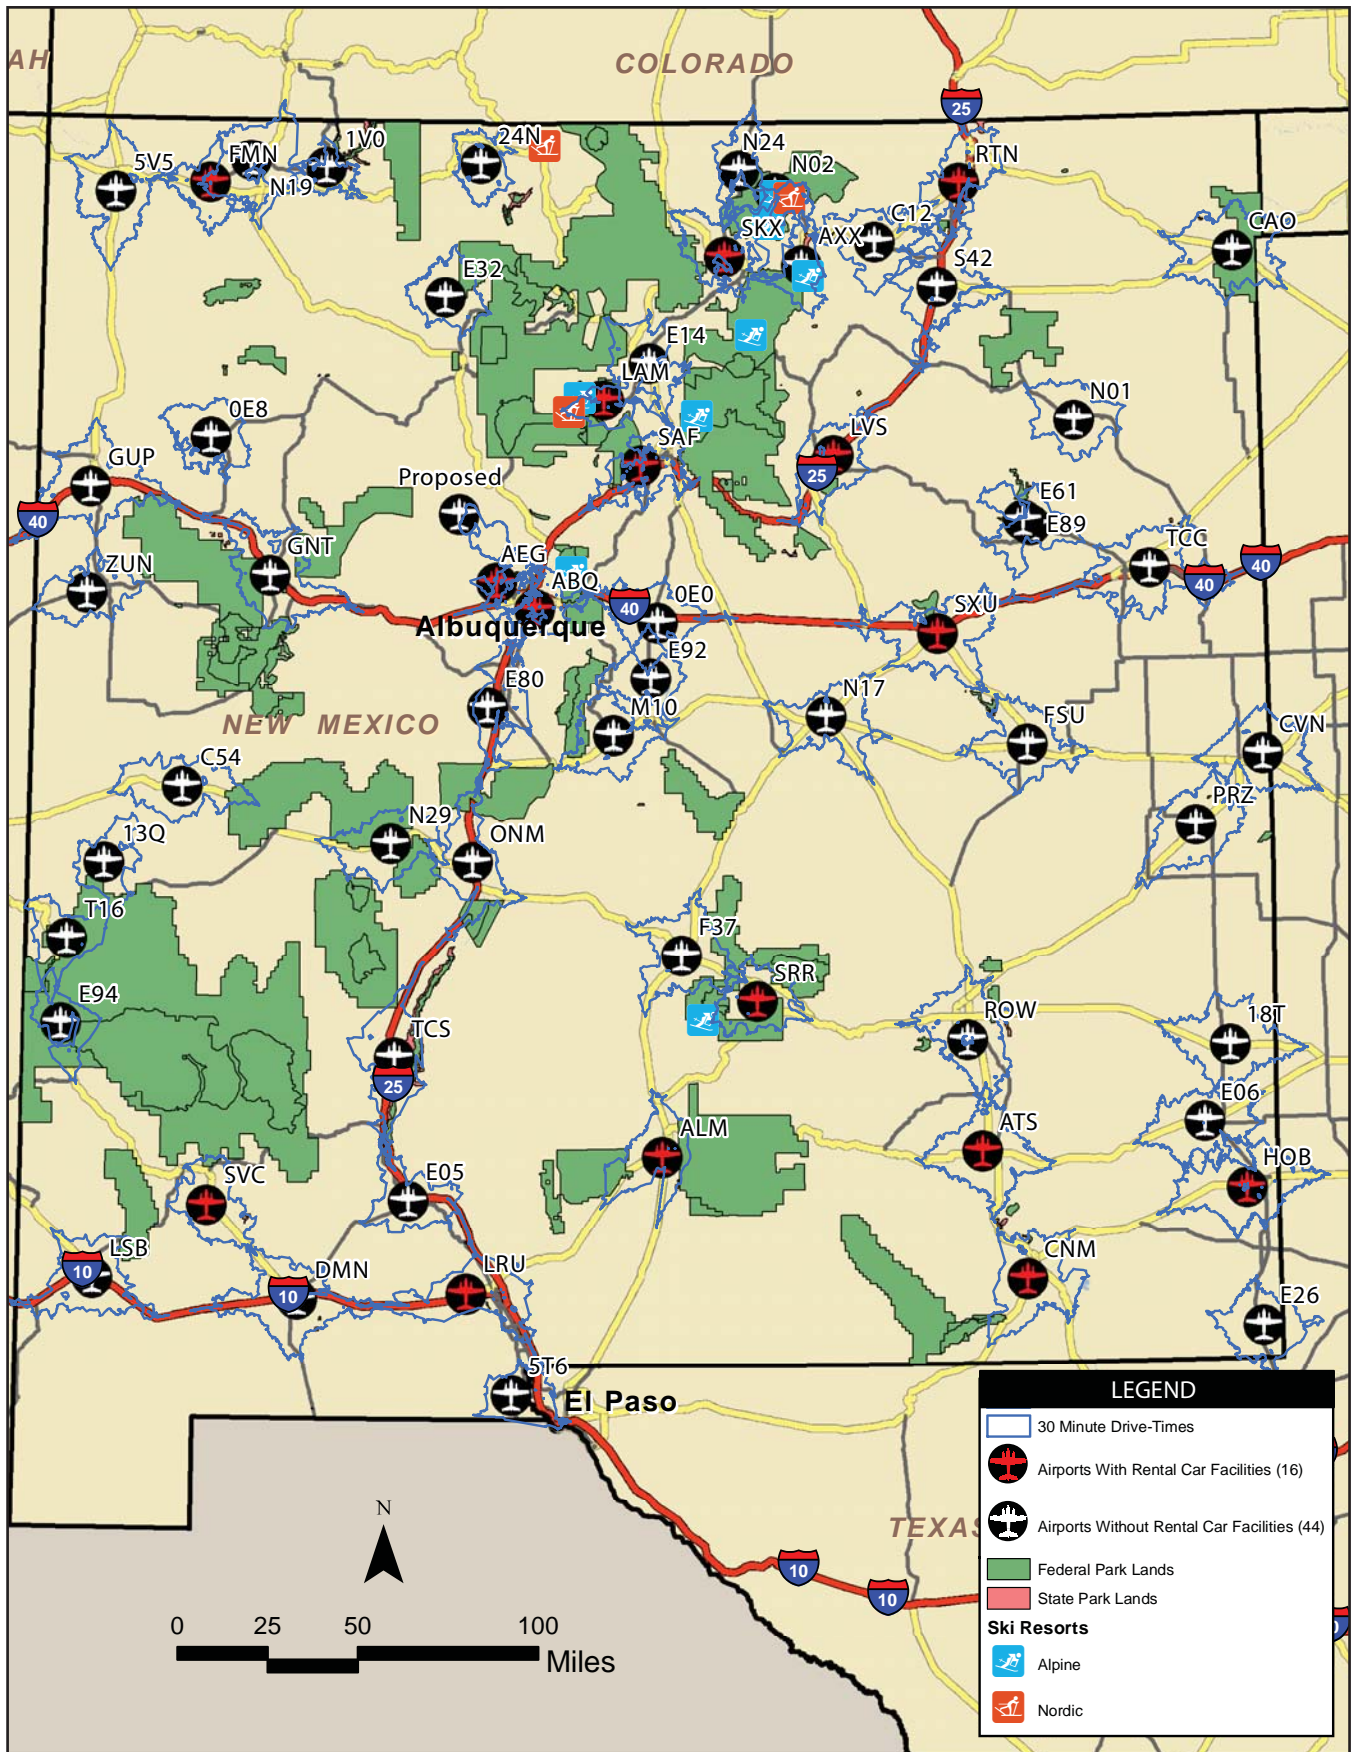 AH
COLORADO
25
5V5
FMN
N19
1V0
24N
N24
N02
RTN
SKX
AXX
C12
CAO
E32
S42
E14
LAM
N01
0E8
LVS
SAF
GUP
25
Proposed
40
E61
E89
GNT
ZUN
AEG
ABQ
TCC
40
40
40
0E0
SXU
Albuquerque
E92
E80
M10
N17
NEW MEXICO
FSU
CVN
C54
PRZ
N29
ONM
13Q
T16
F37
SRR
E94
TCS
ROW
18T
25
E06
ALM
ATS
SVC
E05
HOB
LSB
10
DMN
10
LRU
CNM
E26
5T6
El Paso
LEGEND
30 Minute Drive-Times
Airports With Rental Car Facilities (16)
Airports Without Rental Car Facilities (44)
Federal Park Lands
State Park Lands
Ski Resorts
Alpine
Nordic
N
TEXAS
10
10
0 25 50 100
Miles